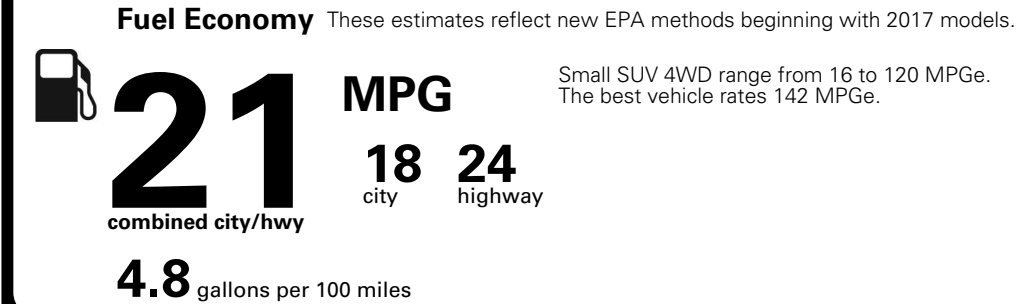 Fuel Economy These estimates reflect new EPA methods beginning with 2017 models.
21 MPG
Small SUV 4WD range from 16 to 120 MPGe.
The best vehicle rates 142 MPGe.
18 24
city highway
combined city/hwy
4.8 gallons per 100 miles